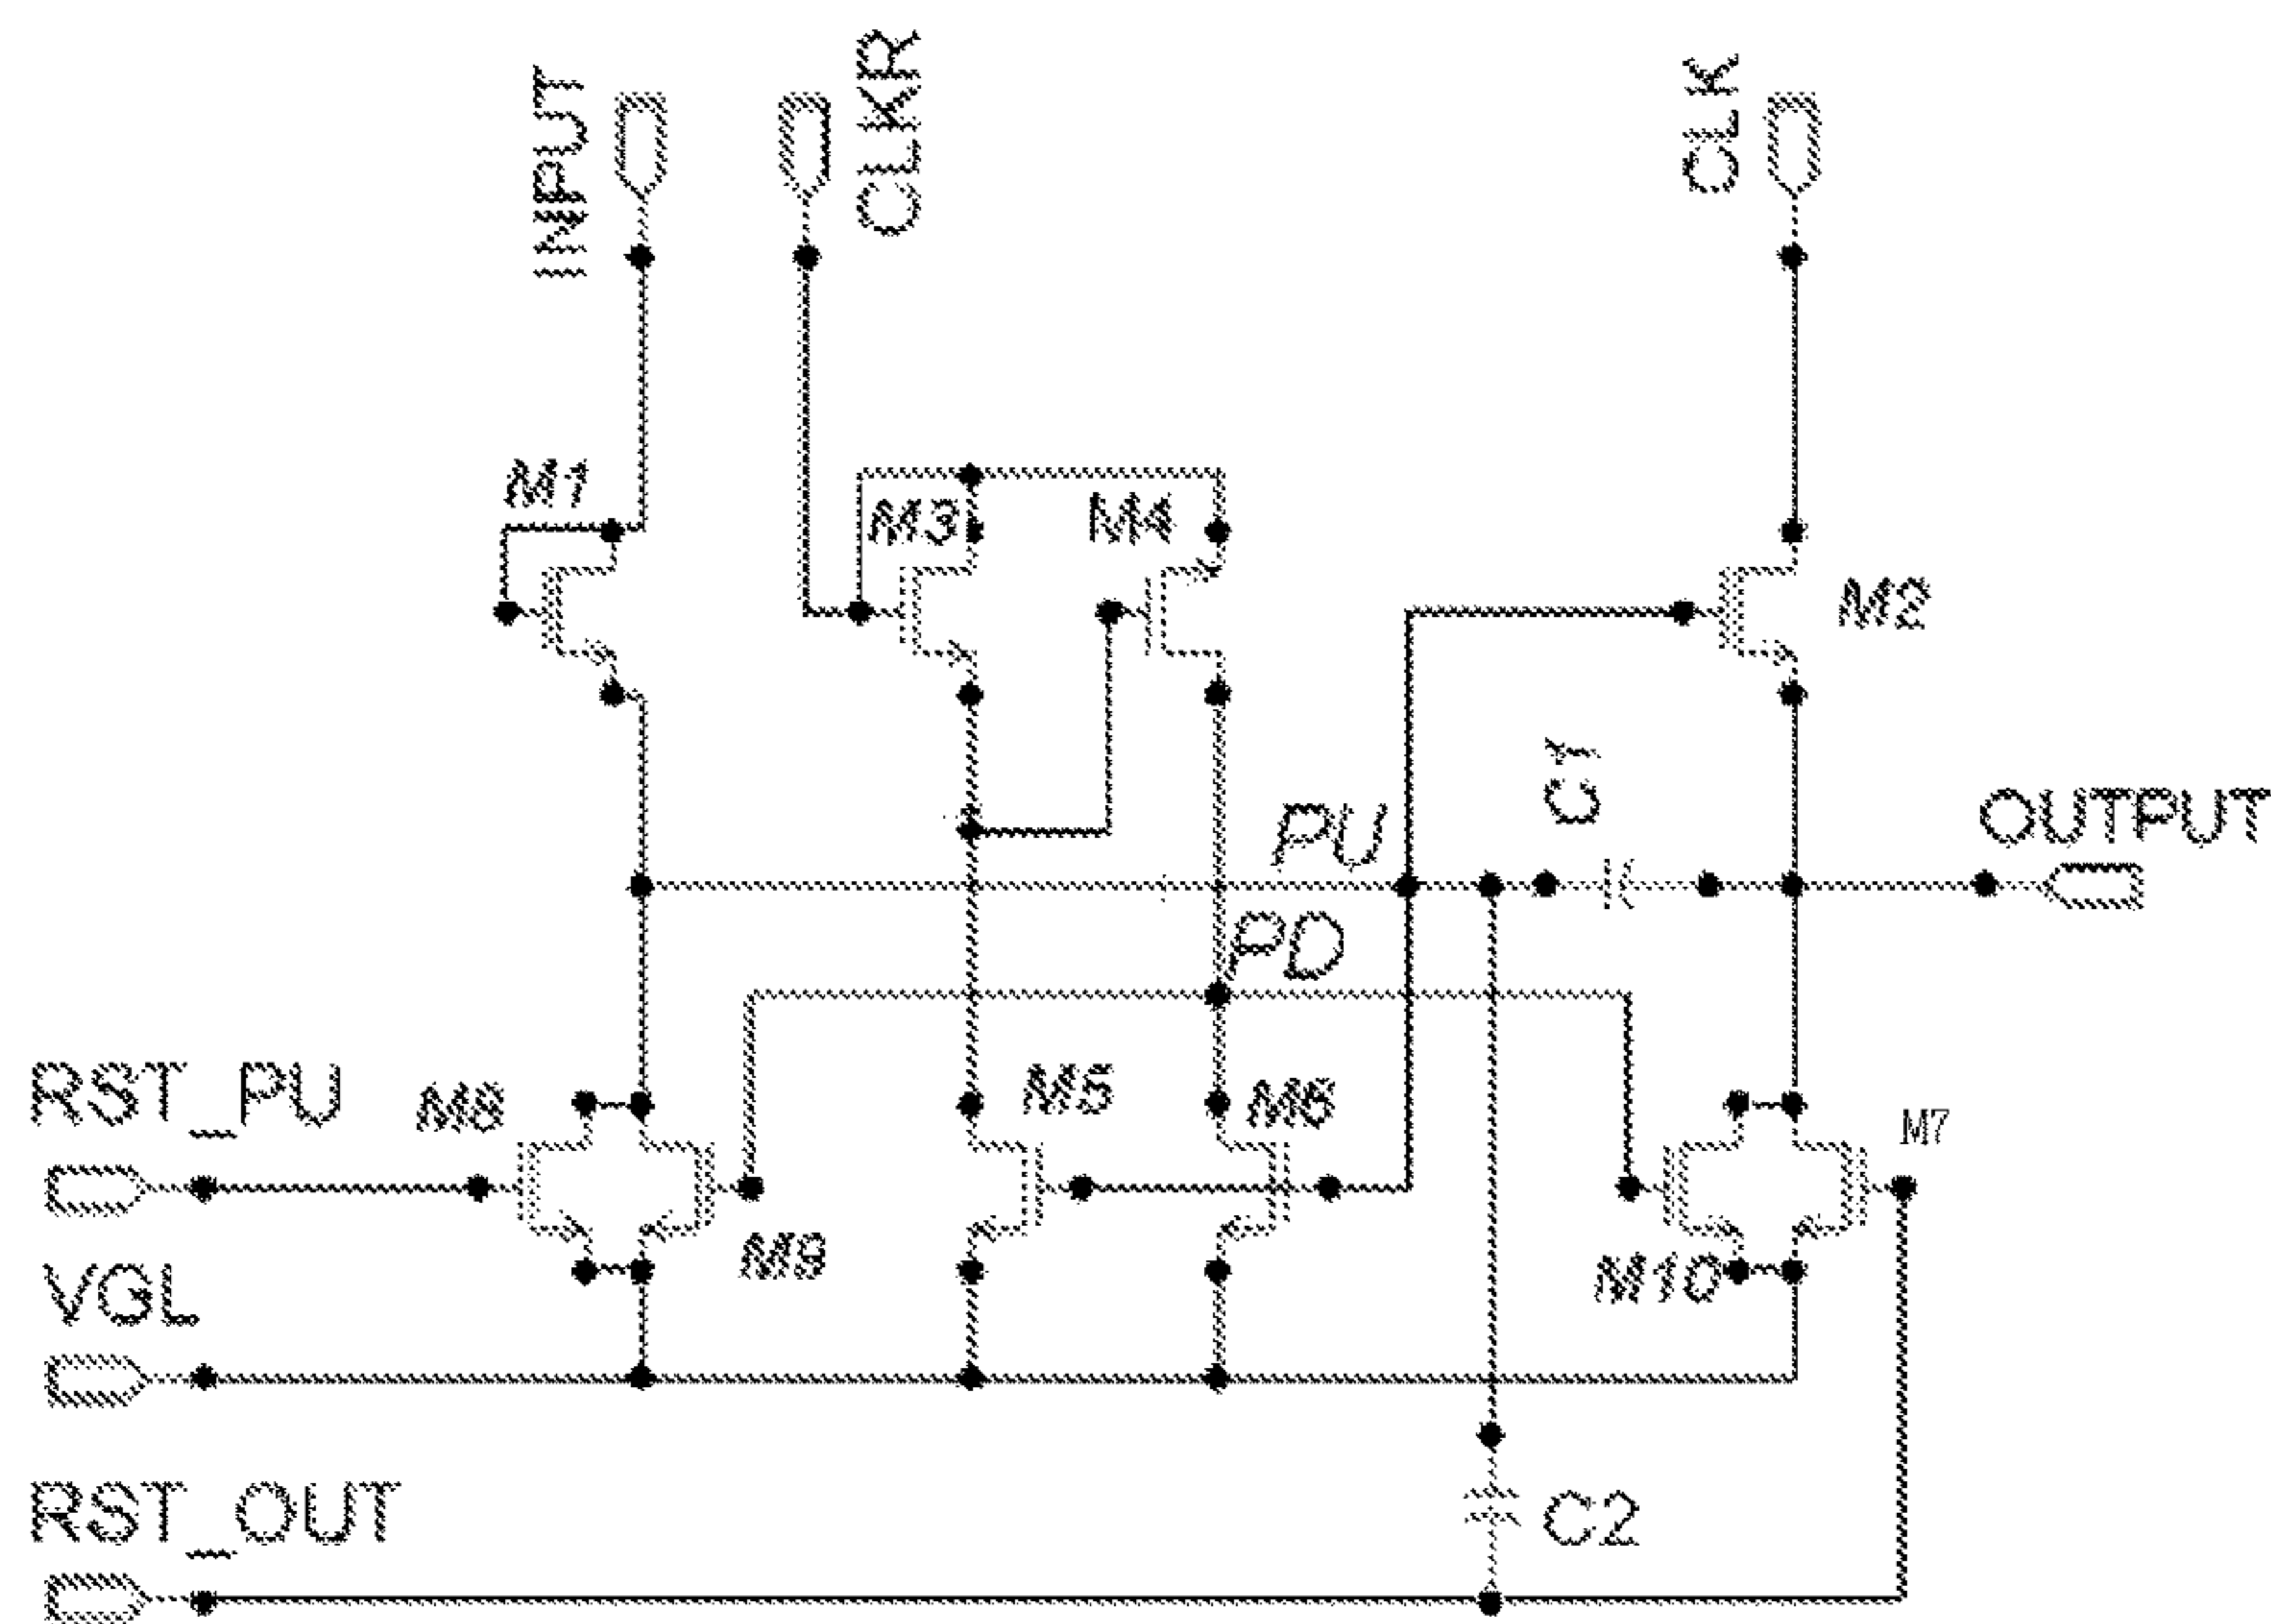 INPUT
CLKR
CLK
M1
M3
M4
M2
C1
PU
OUTPUT
PD
RST_PU
M8
M5
M6
M7
M9
VGL
M10
RST_OUT
C2